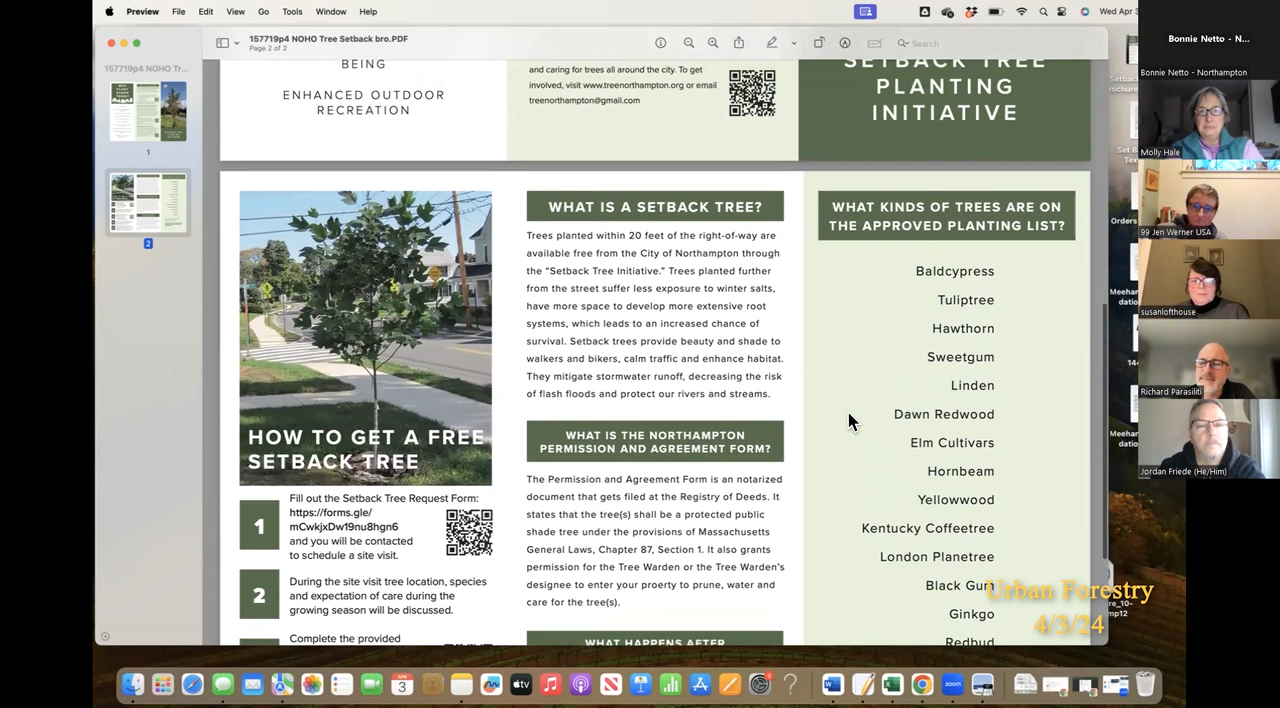 Preview File Edit View Go Tools Window Help
Wed Apr 3
157719p4 NOHO Tree Setback bro.PDF
Page 2 of 2
Search
157719p4 NOHO Tr...
1
2
BEING
ENHANCED OUTDOOR
RECREATION
and caring for trees all around the city. To get
involved, visit www.treenorthampton.org or email
treenorthampton@gmail.com
SETBACK TREE
PLANTING
INITIATIVE
HOW TO GET A FREE
SETBACK TREE
1
Fill out the Setback Tree Request Form:
https://forms.gle/
mCwkjxDw19nu8hgn6
and you will be contacted
to schedule a site visit.
2
During the site visit tree location, species
and expectation of care during the
growing season will be discussed.
Complete the provided
WHAT IS A SETBACK TREE?
Trees planted within 20 feet of the right-of-way are
available free from the City of Northampton through
the “Setback Tree Initiative.” Trees planted further
from the street suffer less exposure to winter salts,
have more space to develop more extensive root
systems, which leads to an increased chance of
survival. Setback trees provide beauty and shade to
walkers and bikers, calm traffic and enhance habitat.
They mitigate stormwater runoff, decreasing the risk
of flash floods and protect our rivers and streams.
WHAT IS THE NORTHAMPTON
PERMISSION AND AGREEMENT FORM?
The Permission and Agreement Form is an notarized
document that gets filed at the Registry of Deeds. It
states that the tree(s) shall be a protected public
shade tree under the provisions of Massachusetts
General Laws, Chapter 87, Section 1. It also grants
permission for the Tree Warden or the Tree Warden’s
designee to enter your proerty to prune, water and
care for the tree(s).
WHAT HAPPENS AFTER
WHAT KINDS OF TREES ARE ON
THE APPROVED PLANTING LIST?
Baldcypress
Tuliptree
Hawthorn
Sweetgum
Linden
Dawn Redwood
Elm Cultivars
Hornbeam
Yellowwood
Kentucky Coffeetree
London Planetree
Black Gum
Ginkgo
Redbud
Urban Forestry
4/3/24
Bonnie Netto - N...
Bonnie Netto - Northampton
Molly Hale
99 Jen Werner USA
susanlofthouse
Richard Parasiliti
Jordan Friede (He/Him)